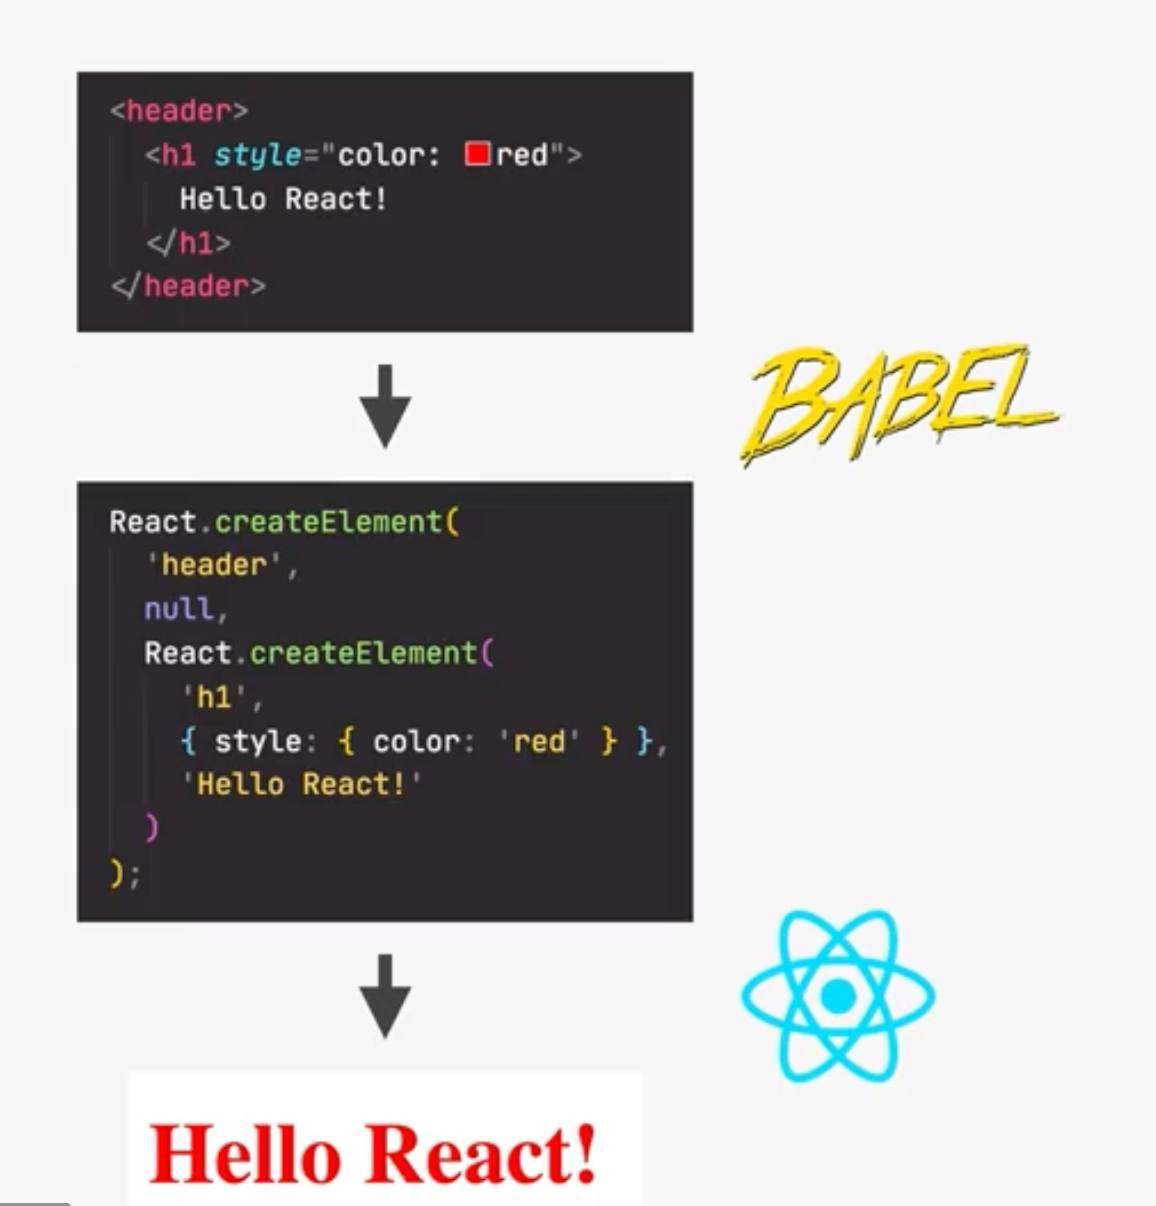 <header>
<h1 style="color: red">
Hello React!
</h1>
</header>
BABEL
React.createElement(
'header',
null,
React.createElement(
'h1',
{ style: { color: 'red' } },
'Hello React!'
)
);
Hello React!